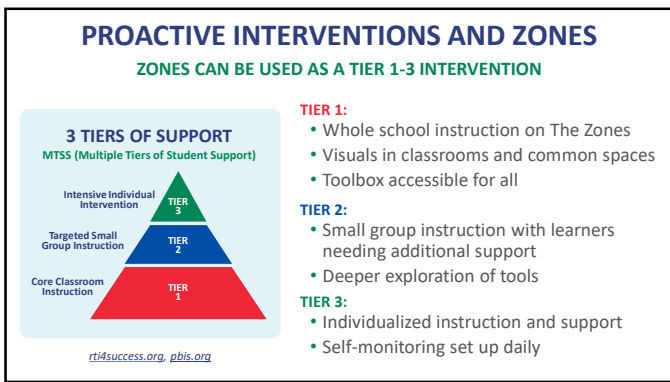 PROACTIVE INTERVENTIONS AND ZONES
ZONES CAN BE USED AS A TIER 1-3 INTERVENTION
3 TIERS OF SUPPORT
MTSS (Multiple Tiers of Student Support)
Intensive Individual
Intervention
TIER
3
Targeted Small
Group Instruction
TIER
2
Core Classroom
Instruction
TIER
1
rti4success.org, pbis.org
TIER 1:
• Whole school instruction on The Zones
• Visuals in classrooms and common spaces
• Toolbox accessible for all
TIER 2:
• Small group instruction with learners
needing additional support
• Deeper exploration of tools
TIER 3:
• Individualized instruction and support
• Self-monitoring set up daily